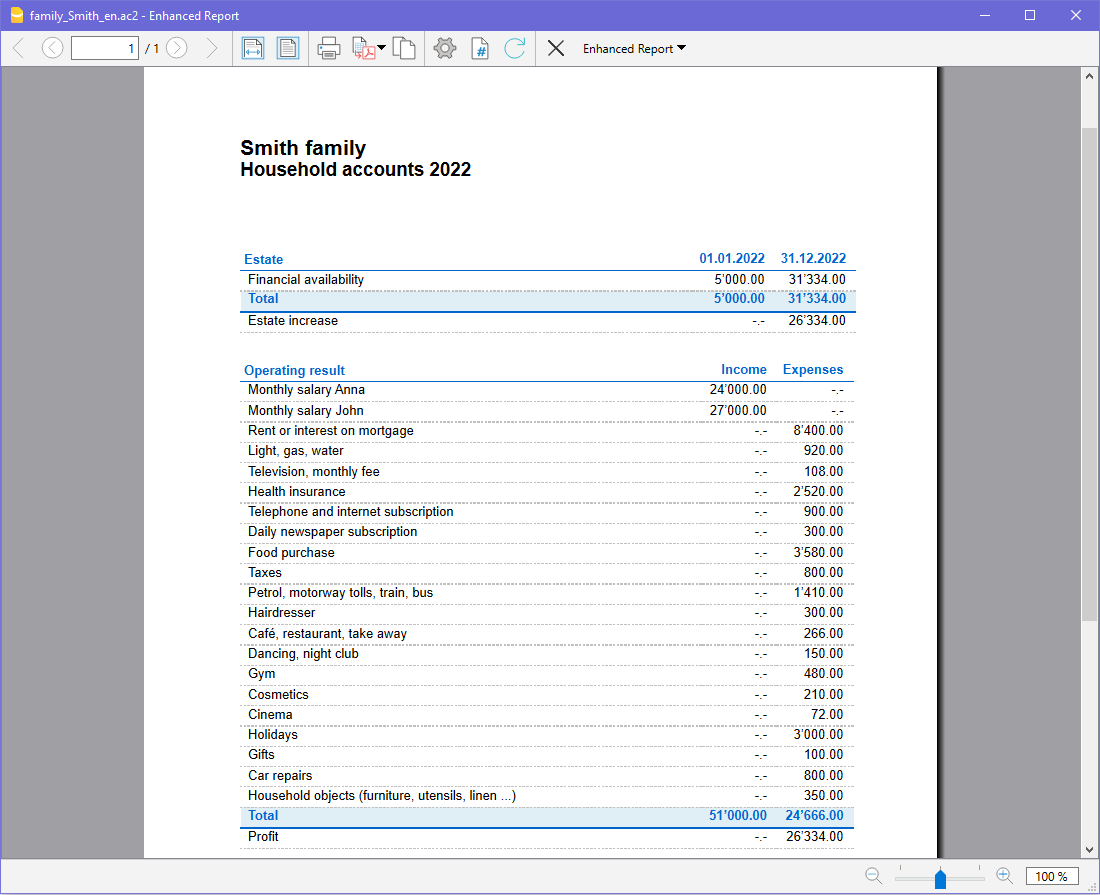 family_Smith_en.ac2 - Enhanced Report
1 / 1 # Enhanced Report
Smith family
Household accounts 2022
Estate 01.01.2022 31.12.2022
Financial availability 5'000.00 31'334.00
Total 5'000.00 31'334.00
Estate increase -.- 26'334.00
Operating result Income Expenses
Monthly salary Anna 24'000.00 -.-
Monthly salary John 27'000.00 -.-
Rent or interest on mortgage -.- 8'400.00
Light, gas, water -.- 920.00
Television, monthly fee -.- 108.00
Health insurance -.- 2'520.00
Telephone and internet subscription -.- 900.00
Daily newspaper subscription -.- 300.00
Food purchase -.- 3'580.00
Taxes -.- 800.00
Petrol, motorway tolls, train, bus -.- 1'410.00
Hairdresser -.- 300.00
Café, restaurant, take away -.- 266.00
Dancing, night club -.- 150.00
Gym -.- 480.00
Cosmetics -.- 210.00
Cinema -.- 72.00
Holidays -.- 3'000.00
Gifts -.- 100.00
Car repairs -.- 800.00
Household objects (furniture, utensils, linen ...) -.- 350.00
Total 51'000.00 24'666.00
Profit -.- 26'334.00
100 %